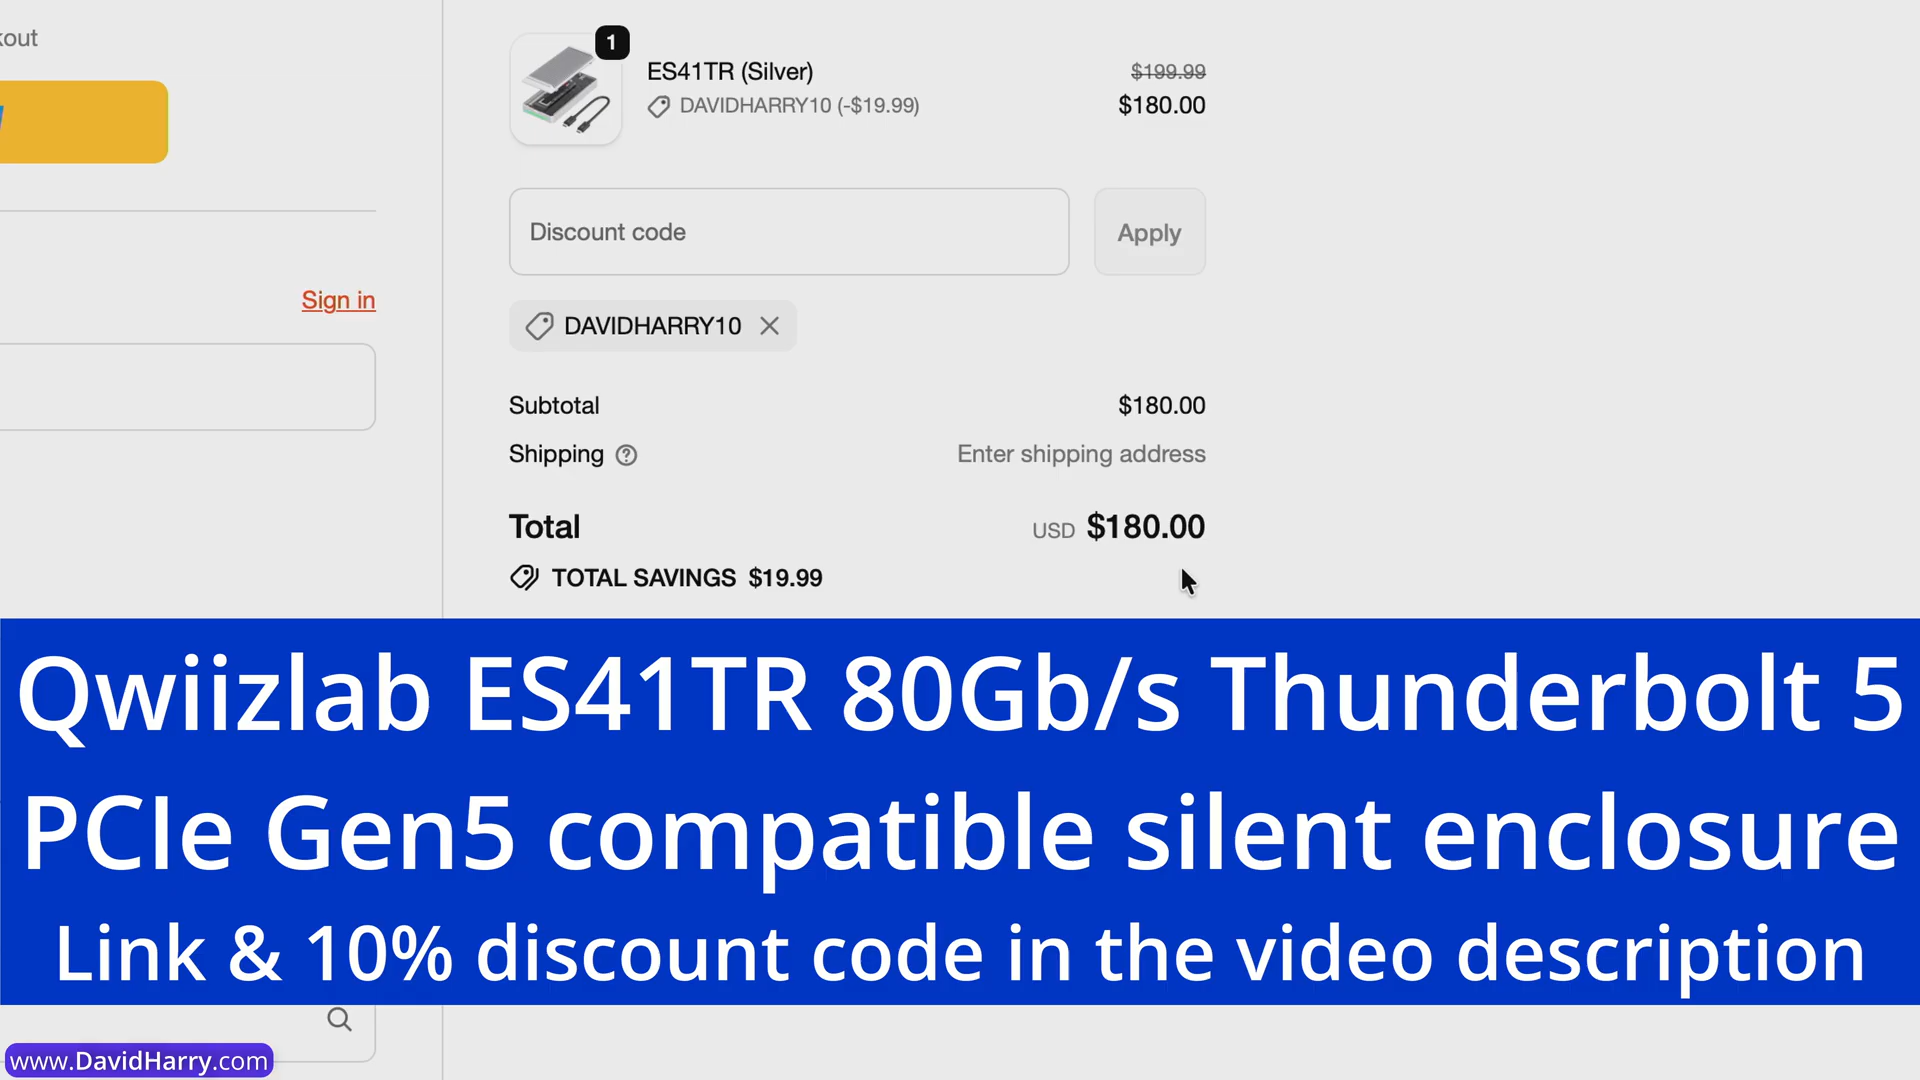 kout
1
ES41TR (Silver)
$199.99
DAVIDHARRY10 (-$19.99)
$180.00
Discount code
Apply
Sign in
DAVIDHARRY10
Subtotal
$180.00
Shipping
Enter shipping address
Total
USD $180.00
TOTAL SAVINGS $19.99
Qwiizlab ES41TR 80Gb/s Thunderbolt 5
PCIe Gen5 compatible silent enclosure
Link & 10% discount code in the video description
www.DavidHarry.com